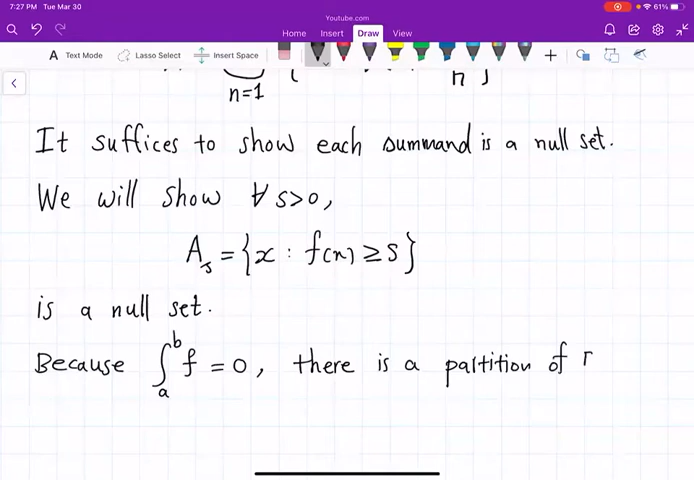 7:27 PM Tue Mar 30
61%
Youtube.com
Home Insert Draw View
A Text Mode Lasso Select Insert Space
n=1 n
It suffices to show each summand is a null set.
We will show ∀ s>0,
A_s = {x : f(x) ≥ s}
is a null set.
Because ∫_a^b f = 0, there is a paltition of r